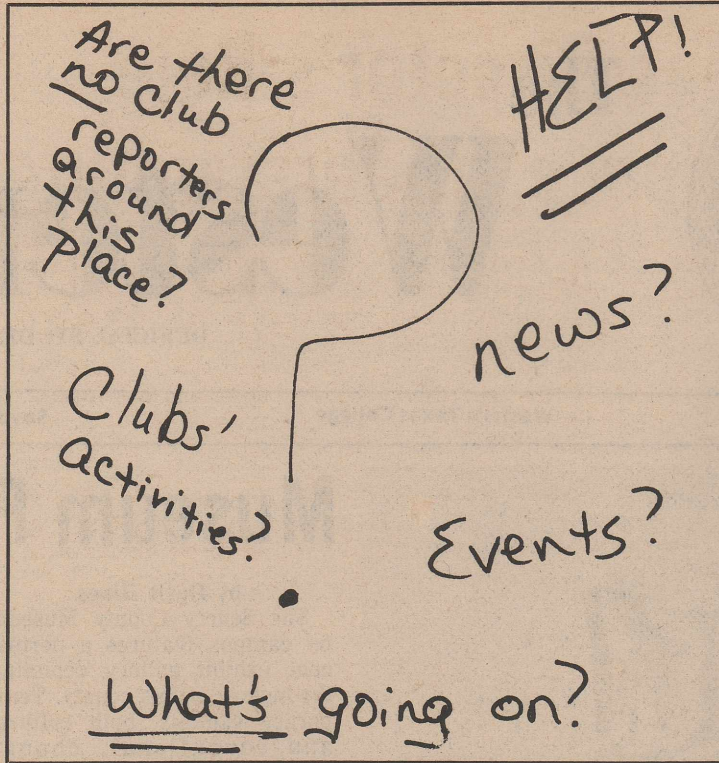 Are there
no club
reporters
around
this
place?
HELP!
news?
Clubs'
activities?
Events?
What's going on?